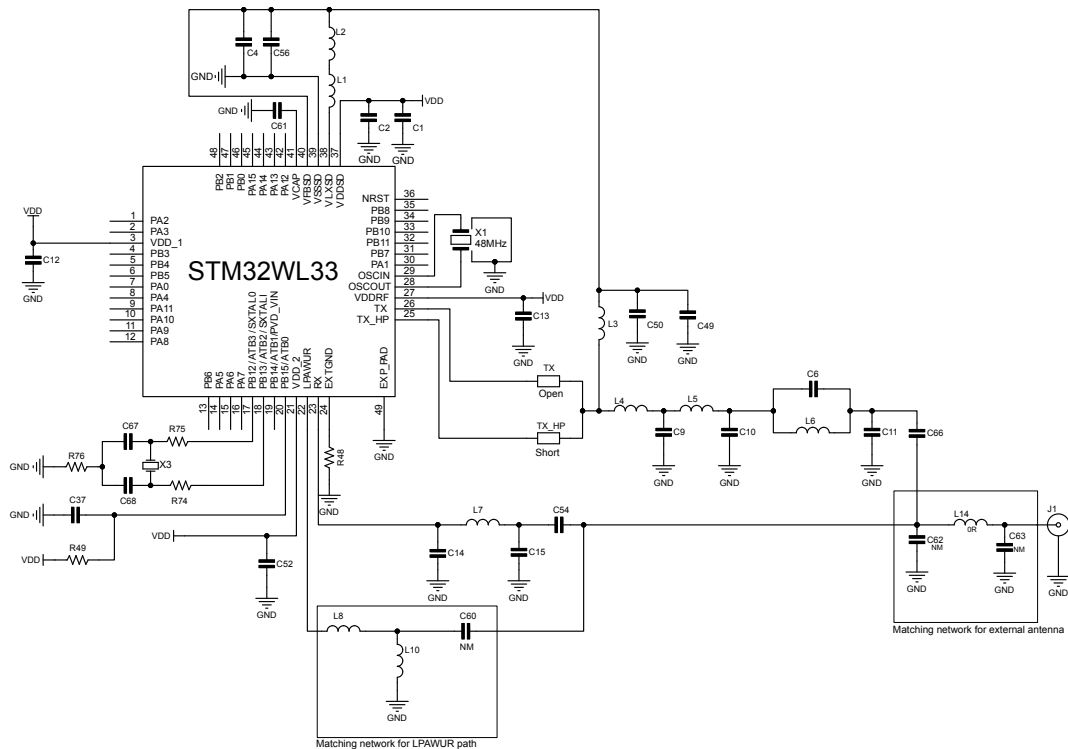 L2
C4
C56
GND
L1
GND
C61
VDD
C2
C1
GND
GND
48
47
46
45
44
43
42
41
40
39
38
37
PB2
PB1
PB0
PA15
PA14
PA13
PA12
VCAP
VFBSD
VSSSD
VLXSD
VDDSD
VDD
C12
GND
1 PA2
2 PA3
3 VDD_1
4 PB3
5 PB4
6 PB5
7 PA0
8 PA4
9 PA11
10 PA10
11 PA9
12 PA8
STM32WL33
NRST 36
PB8 35
PB9 34
PB10 33
PB11 32
PB7 31
PA1 30
OSCIN 29
OSCOUT 28
VDDRF 27
TX 26
TX_HP 25
X1
48MHz
GND
VDD
C13
GND
PB6
PA5
PA6
PA7
PB12/ATB3/SXTAL0
PB13/ATB2/SXTAL1
PB14/ATB1/PVD_VIN
PB15/ATB0
VDD_2
LPAWUR
RX
EXTGND
EXP_PAD
13
14
15
16
17
18
19
20
21
22
23
24
49
GND
R48
GND
L3
C50
GND
C49
GND
TX
Open
TX_HP
Short
L4
C9
GND
L5
C10
GND
C6
L6
C11
GND
C66
C67
R75
GND
R76
X3
C68
R74
GND
C37
VDD
R49
VDD
C52
GND
L7
C54
C14
GND
C15
GND
L14
0R
J1
C62
NM
GND
C63
NM
GND
GND
Matching network for external antenna
L8
C60
NM
L10
GND
Matching network for LPAWUR path